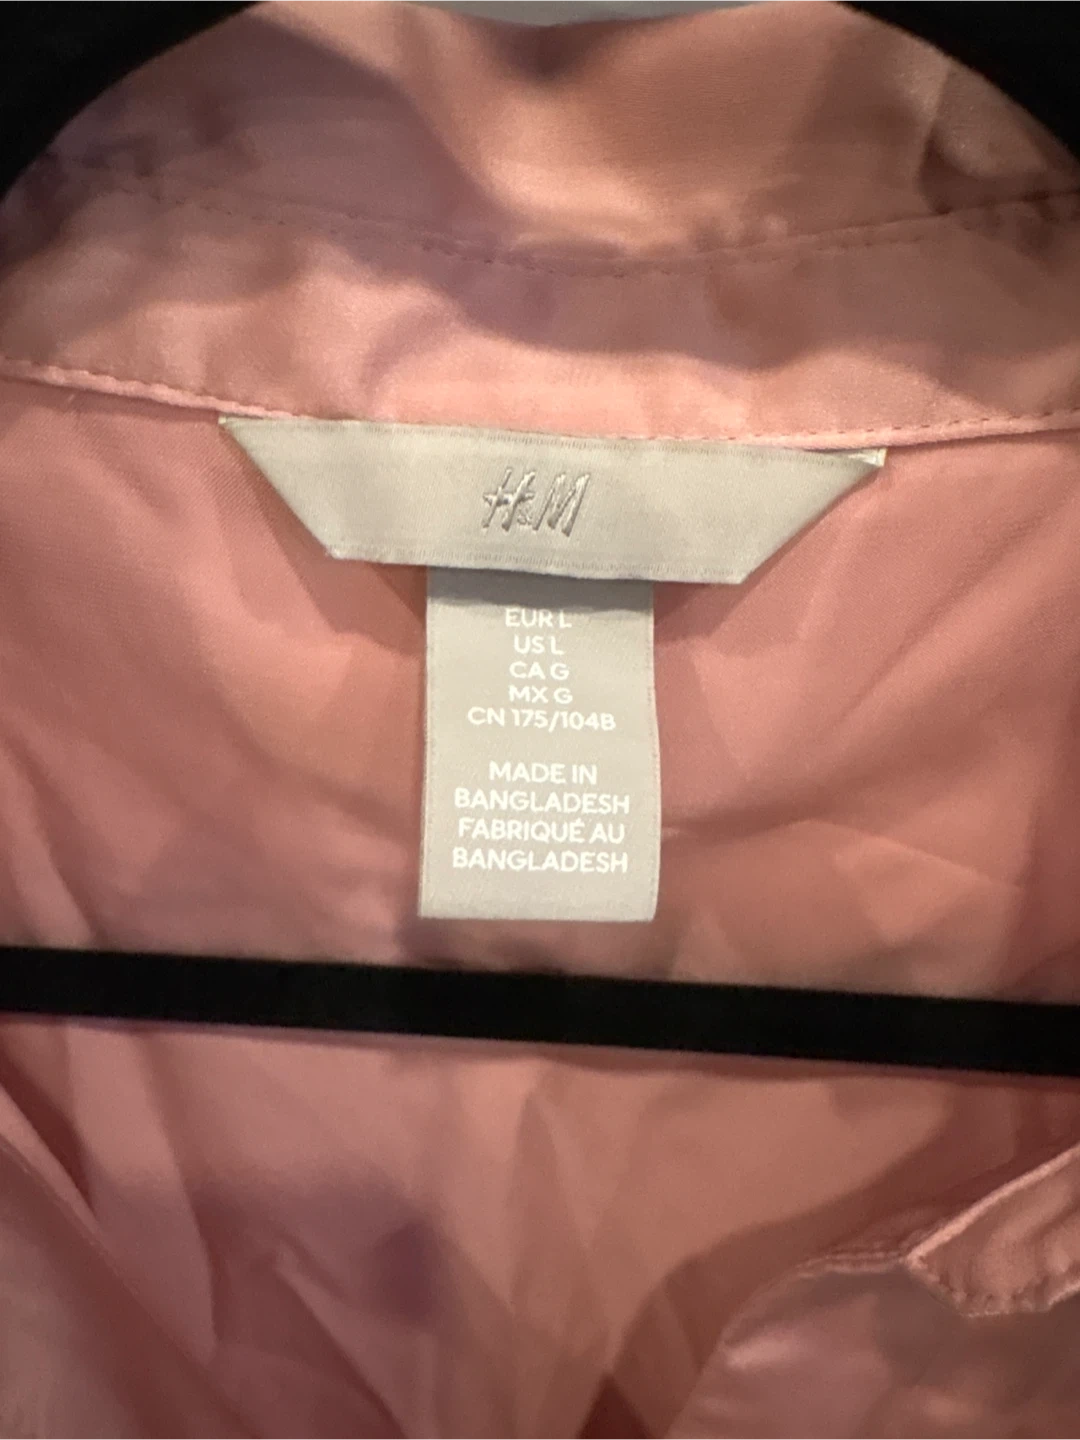 H&M
EUR L
US L
CA G
MX G
CN 175/104B
MADE IN
BANGLADESH
FABRIQUÉ AU
BANGLADESH